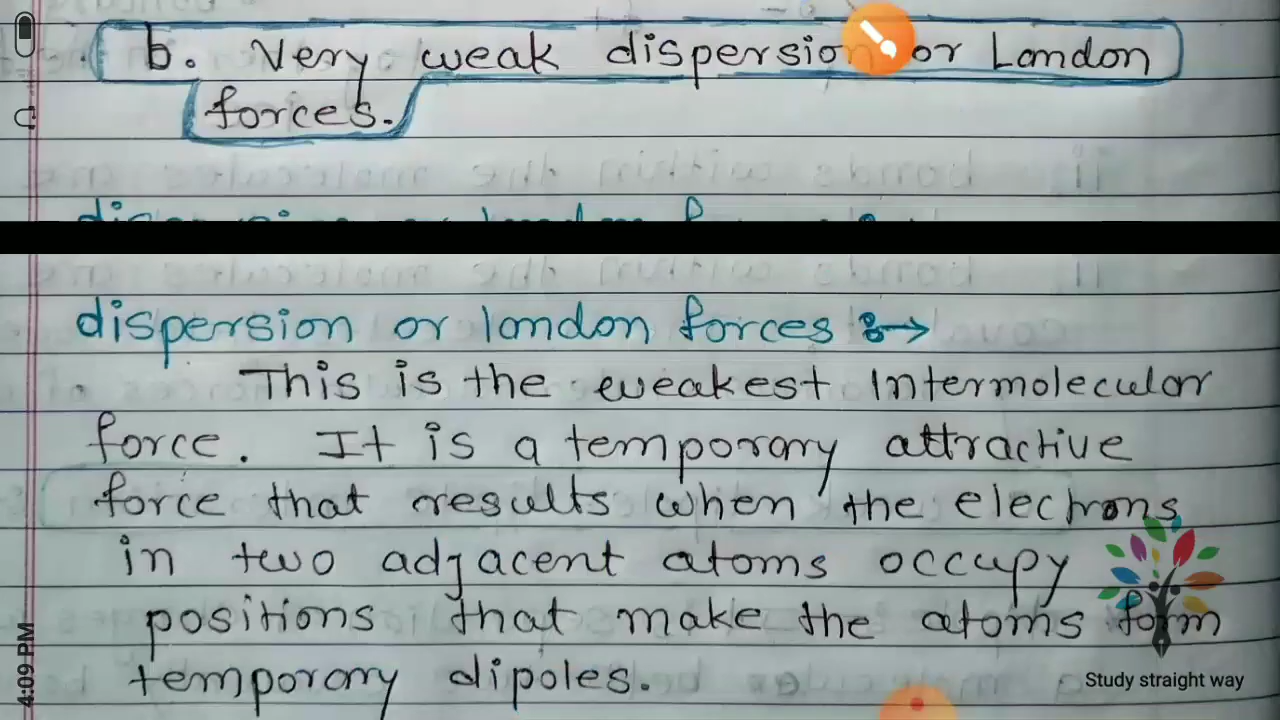 b. Very weak dispersion or London
forces.
dispersion or london forces :→
This is the weakest Intermolecular
force. It is a temporary attractive
force that results when the electrons
in two adjacent atoms occupy
positions that make the atoms form
temporary dipoles.
Study straight way
4:09 PM